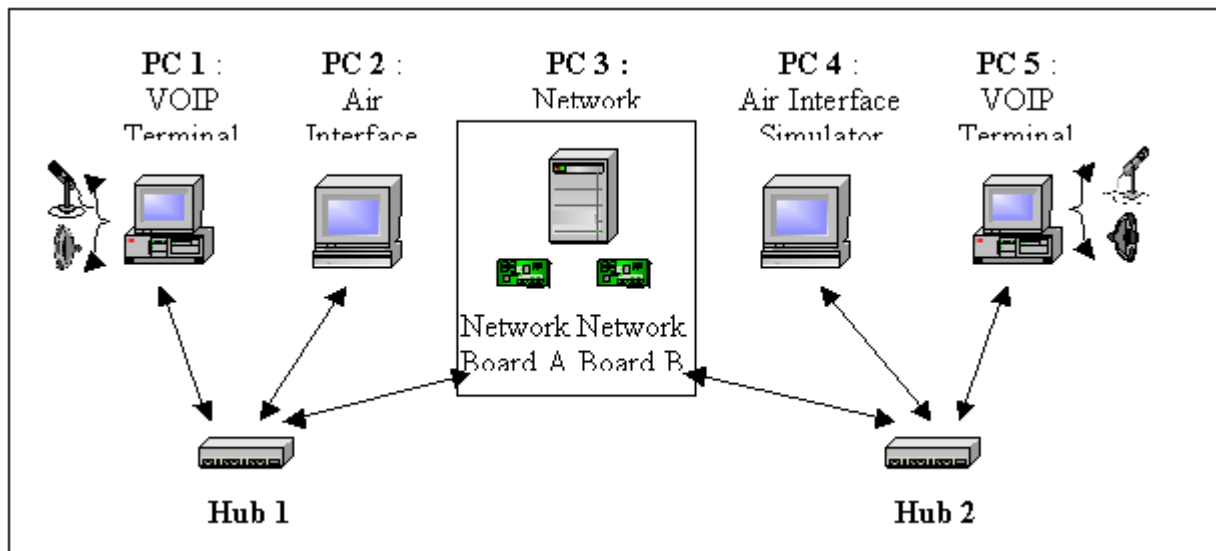 PC 1 :
VOIP
Terminal
PC 2 :
Air
Interface
PC 3 :
Network
PC 4 :
Air Interface
Simulator
PC 5 :
VOIP
Terminal
Network Network
Board A Board B
Hub 1
Hub 2